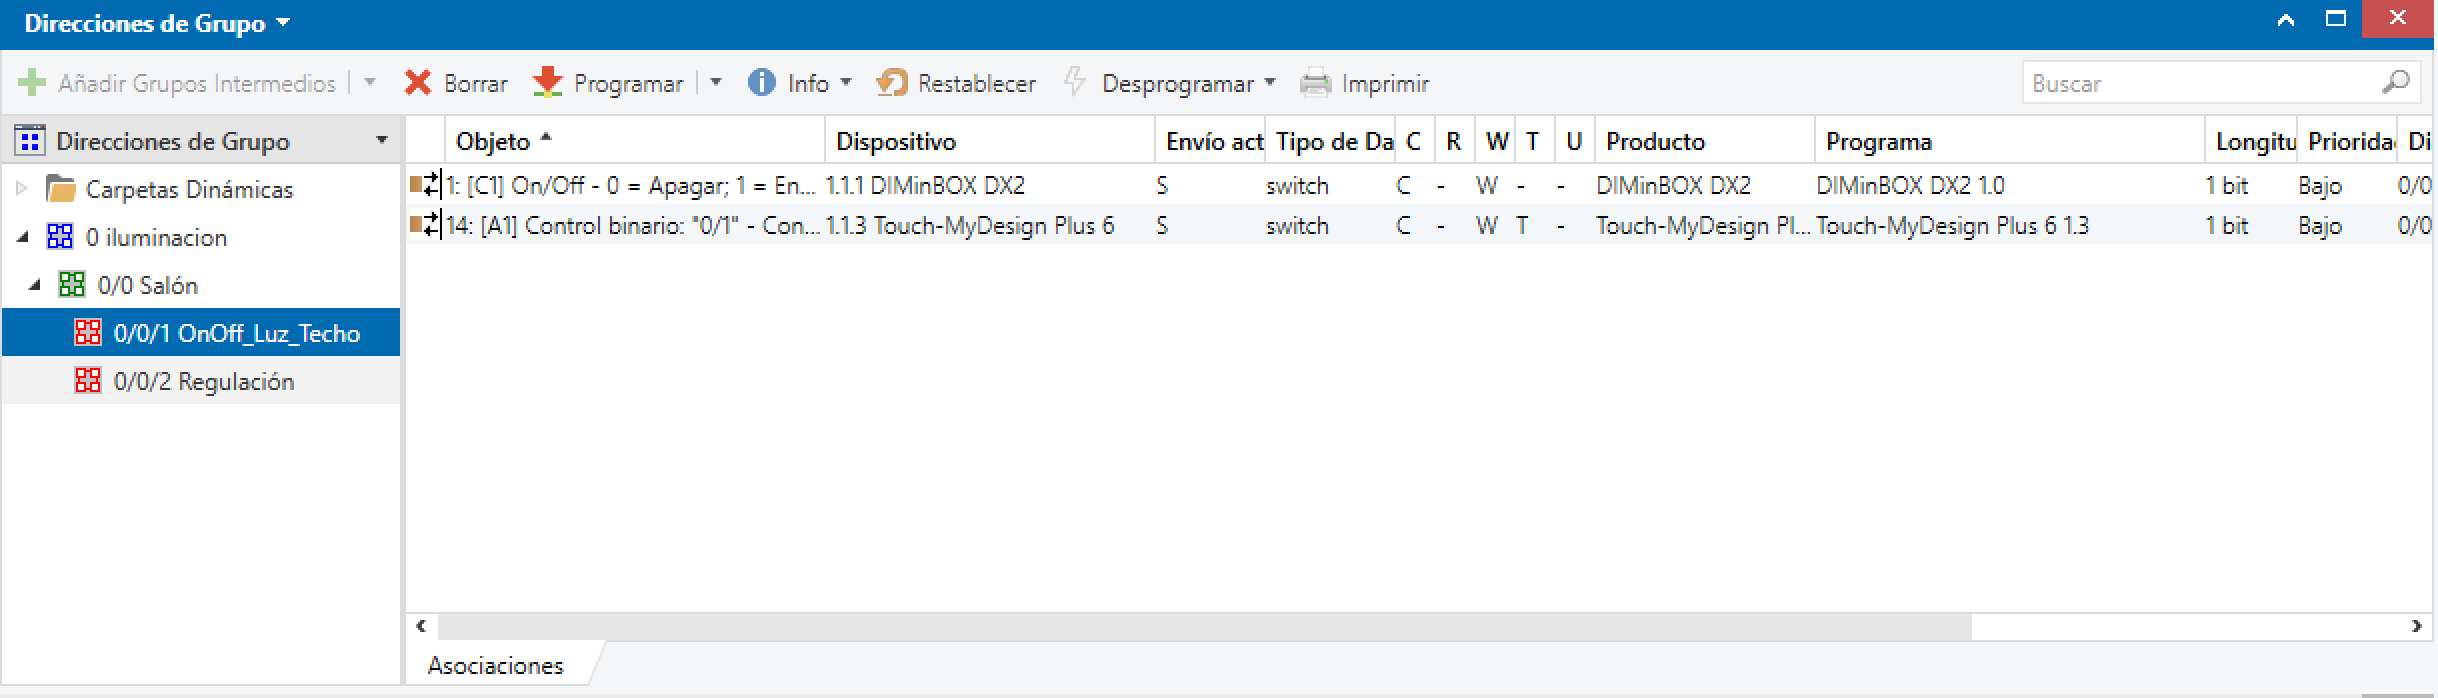 Direcciones de Grupo
Añadir Grupos Intermedios Borrar Programar Info Restablecer Desprogramar Imprimir Buscar
Direcciones de Grupo
Carpetas Dinámicas
0 iluminacion
0/0 Salón
0/0/1 OnOff_Luz_Techo
0/0/2 Regulación
Objeto Dispositivo Envío act Tipo de Da C R W T U Producto Programa Longitu Priorida Di
1: [C1] On/Off - 0 = Apagar; 1 = En... 1.1.1 DIMinBOX DX2 S switch C - W - - DIMinBOX DX2 DIMinBOX DX2 1.0 1 bit Bajo 0/0
14: [A1] Control binario: "0/1" - Con... 1.1.3 Touch-MyDesign Plus 6 S switch C - W T - Touch-MyDesign Pl... Touch-MyDesign Plus 6 1.3 1 bit Bajo 0/0
Asociaciones